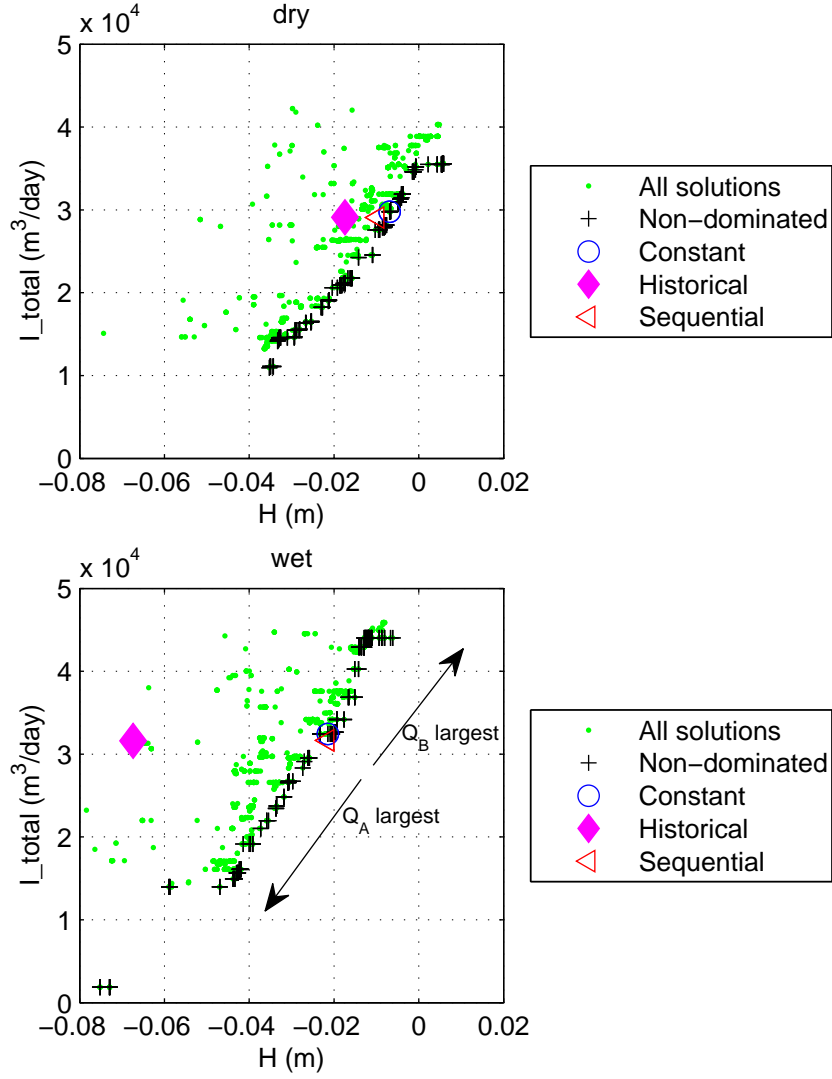 x 10^4
dry
5
4
3
2
1
0
I_total (m^3/day)
−0.08 −0.06 −0.04 −0.02 0 0.02
H (m)
All solutions
Non−dominated
Constant
Historical
Sequential
x 10^4
wet
5
4
3
2
1
0
I_total (m^3/day)
Q_B largest
Q_A largest
−0.08 −0.06 −0.04 −0.02 0 0.02
H (m)
All solutions
Non−dominated
Constant
Historical
Sequential